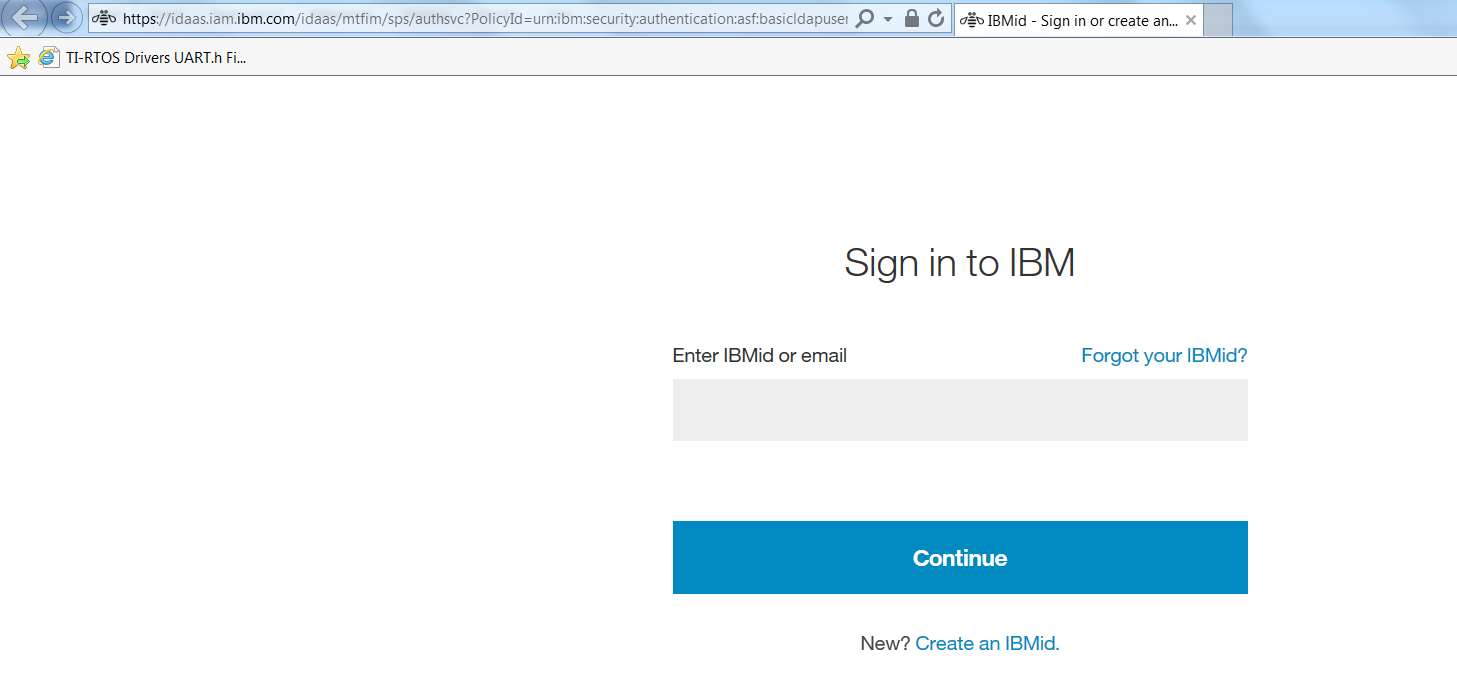 https://idaas.iam.ibm.com/idaas/mtfim/sps/authsvc?PolicyId=urn:ibm:security:authentication:asf:basicldapuser
IBMid - Sign in or create an...
TI-RTOS Drivers UART.h Fi...
Sign in to IBM
Enter IBMid or email
Forgot your IBMid?
Continue
New? Create an IBMid.